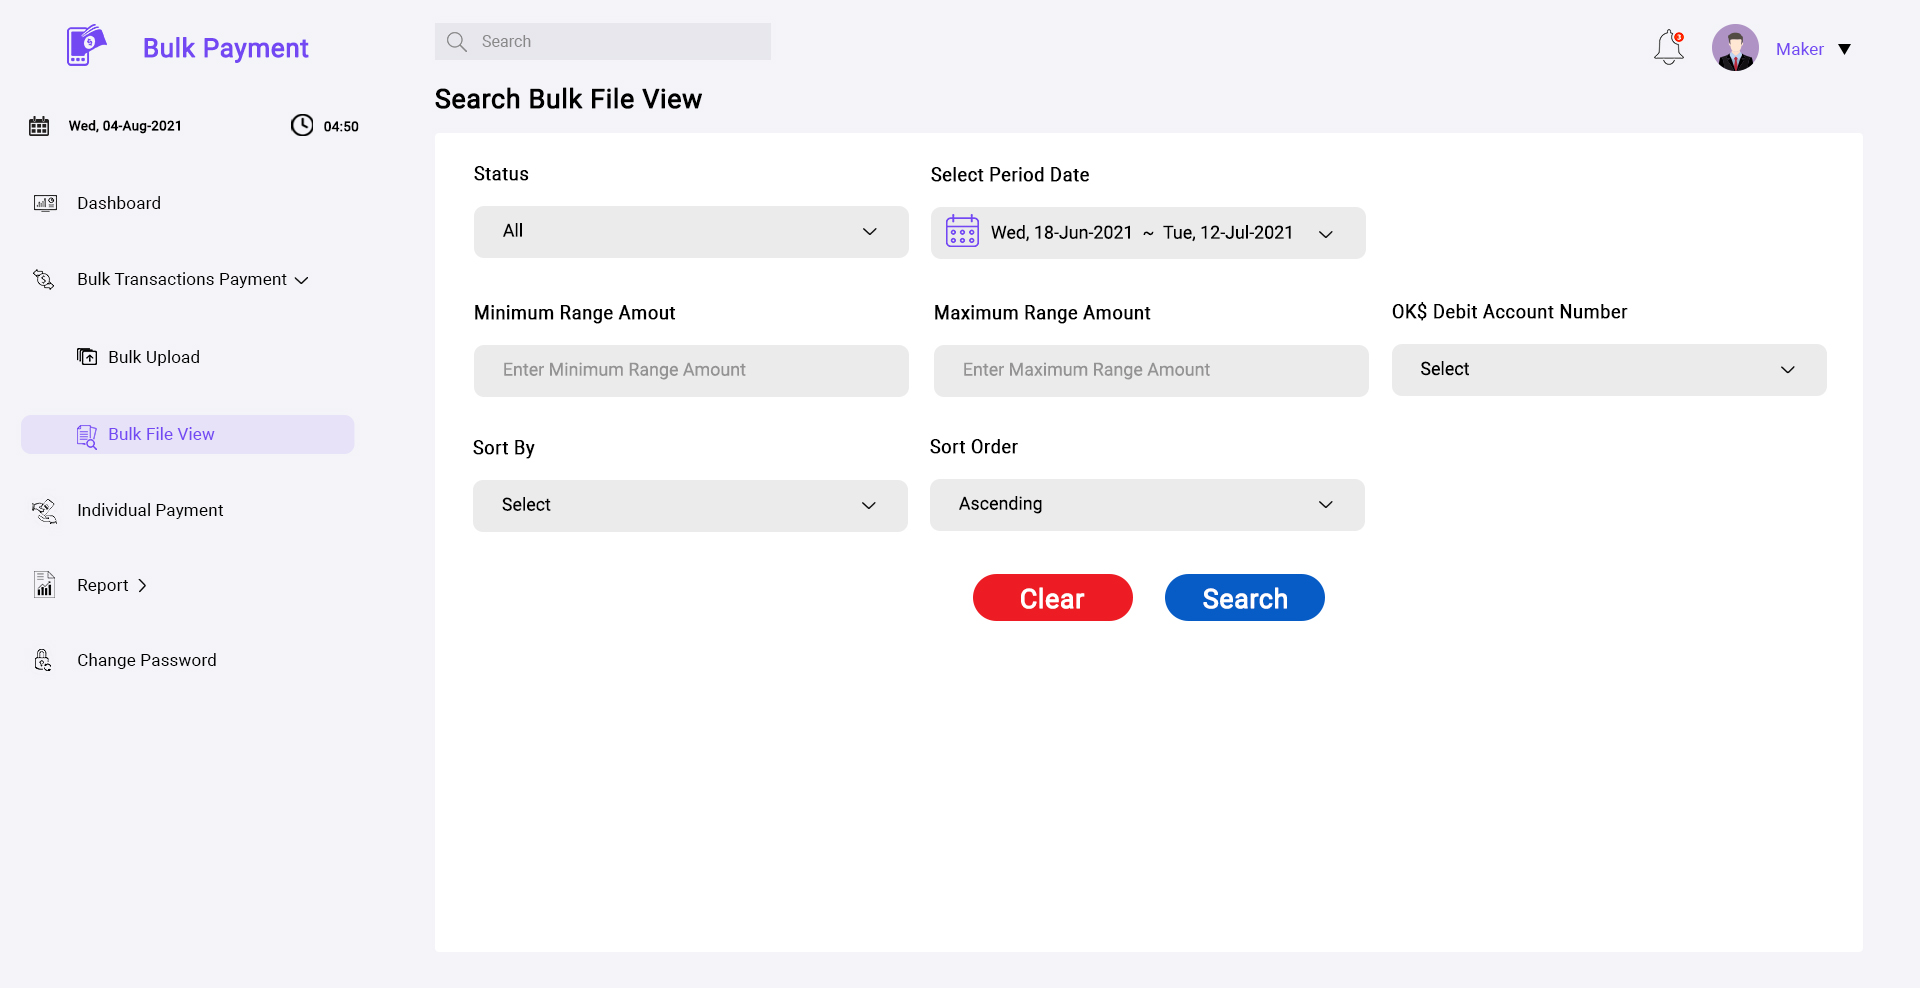 Bulk Payment
Search
3
Maker
Search Bulk File View
Wed, 04-Aug-2021
04:50
Dashboard
Bulk Transactions Payment
Bulk Upload
Bulk File View
Individual Payment
Report
Change Password
Status
Select Period Date
All
Wed, 18-Jun-2021 ~ Tue, 12-Jul-2021
Minimum Range Amout
Maximum Range Amount
OK$ Debit Account Number
Enter Minimum Range Amount
Enter Maximum Range Amount
Select
Sort By
Sort Order
Select
Ascending
Clear
Search